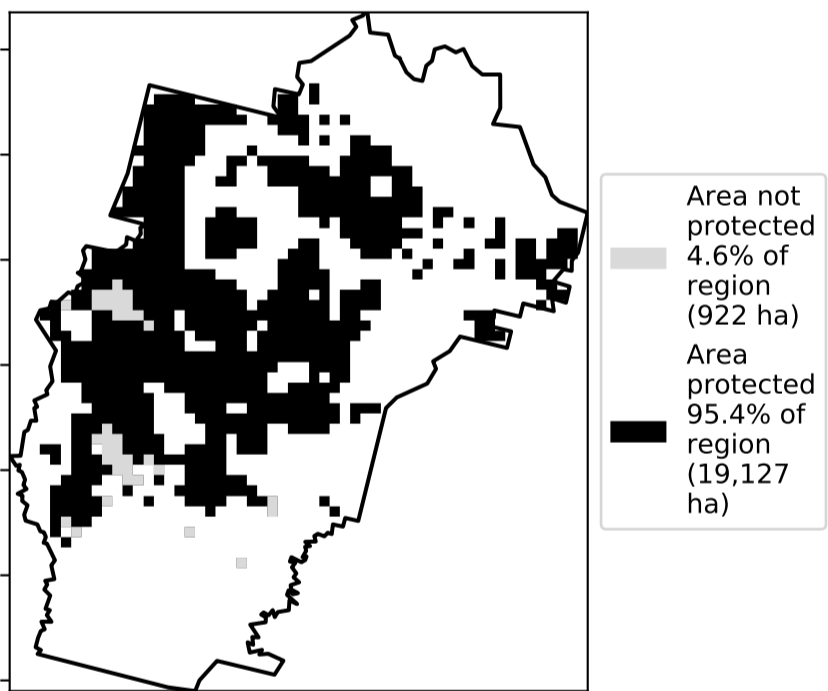 Area not
protected
4.6% of
region
(922 ha)
Area
protected
95.4% of
region
(19,127
ha)